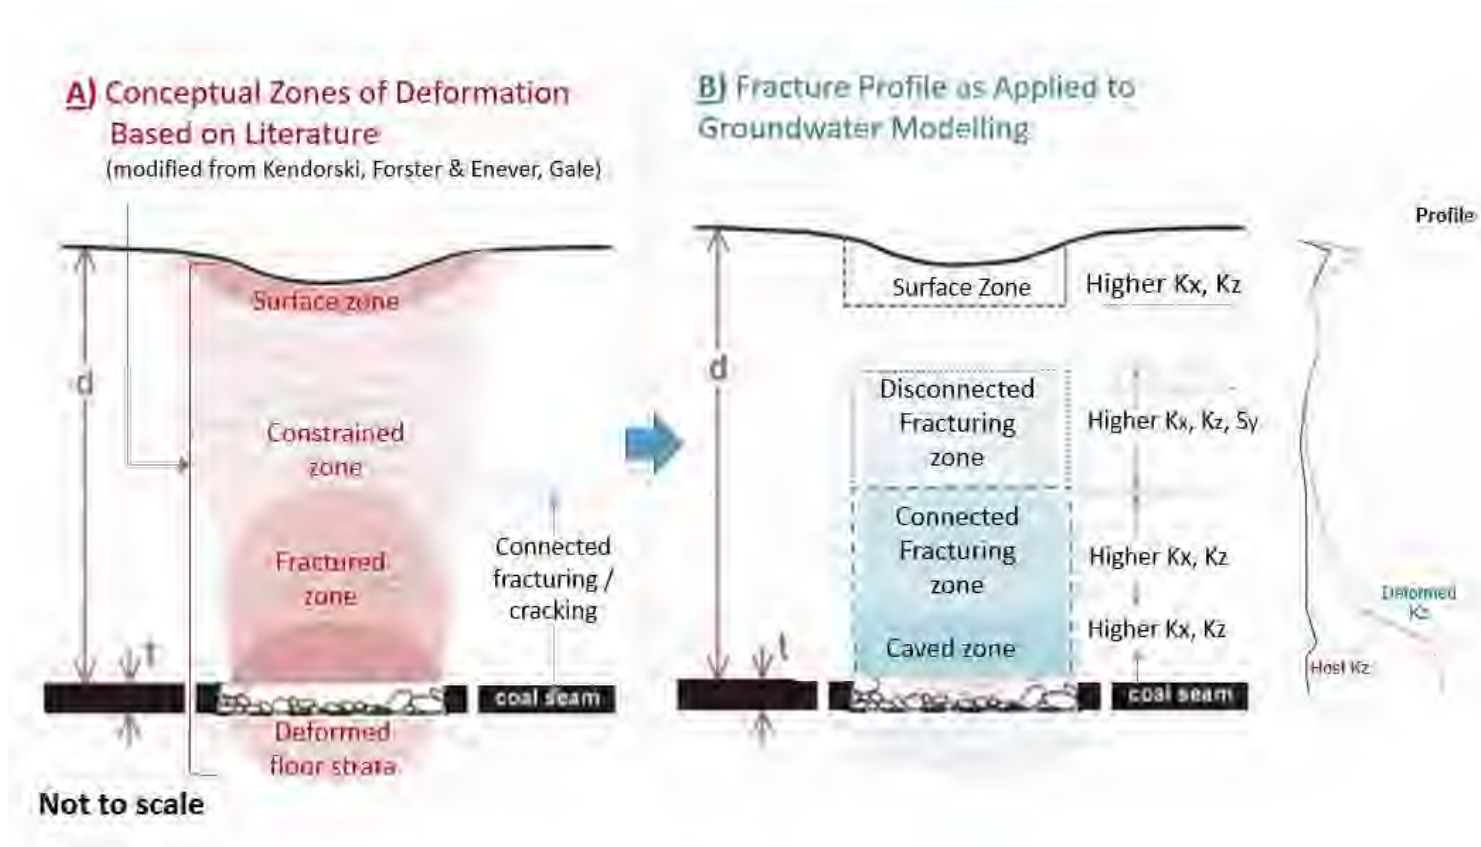 A) Conceptual Zones of Deformation
Based on Literature
(modified from Kendorski, Forster & Enever, Gale)
Surface zone
d
Constrained
zone
Fractured
zone
Connected
fracturing /
cracking
t
coal seam
Deformed
floor strata
Not to scale
B) Fracture Profile as Applied to
Groundwater Modelling
Profile
Surface Zone
Higher Kx, Kz
d
Disconnected
Fracturing
zone
Higher Kx, Kz, Sy
Connected
Fracturing
zone
Higher Kx, Kz
Caved zone
Higher Kx, Kz
t
coal seam
Deformed
Kz
Host Kz